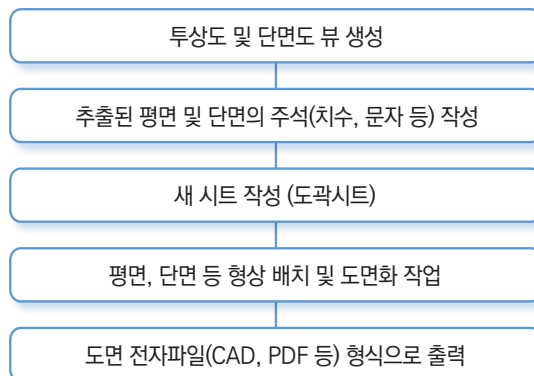 투상도 및 단면도 뷰 생성
추출된 평면 및 단면의 주석(치수, 문자 등) 작성
새 시트 작성 (도곽시트)
평면, 단면 등 형상 배치 및 도면화 작업
도면 전자파일(CAD, PDF 등) 형식으로 출력